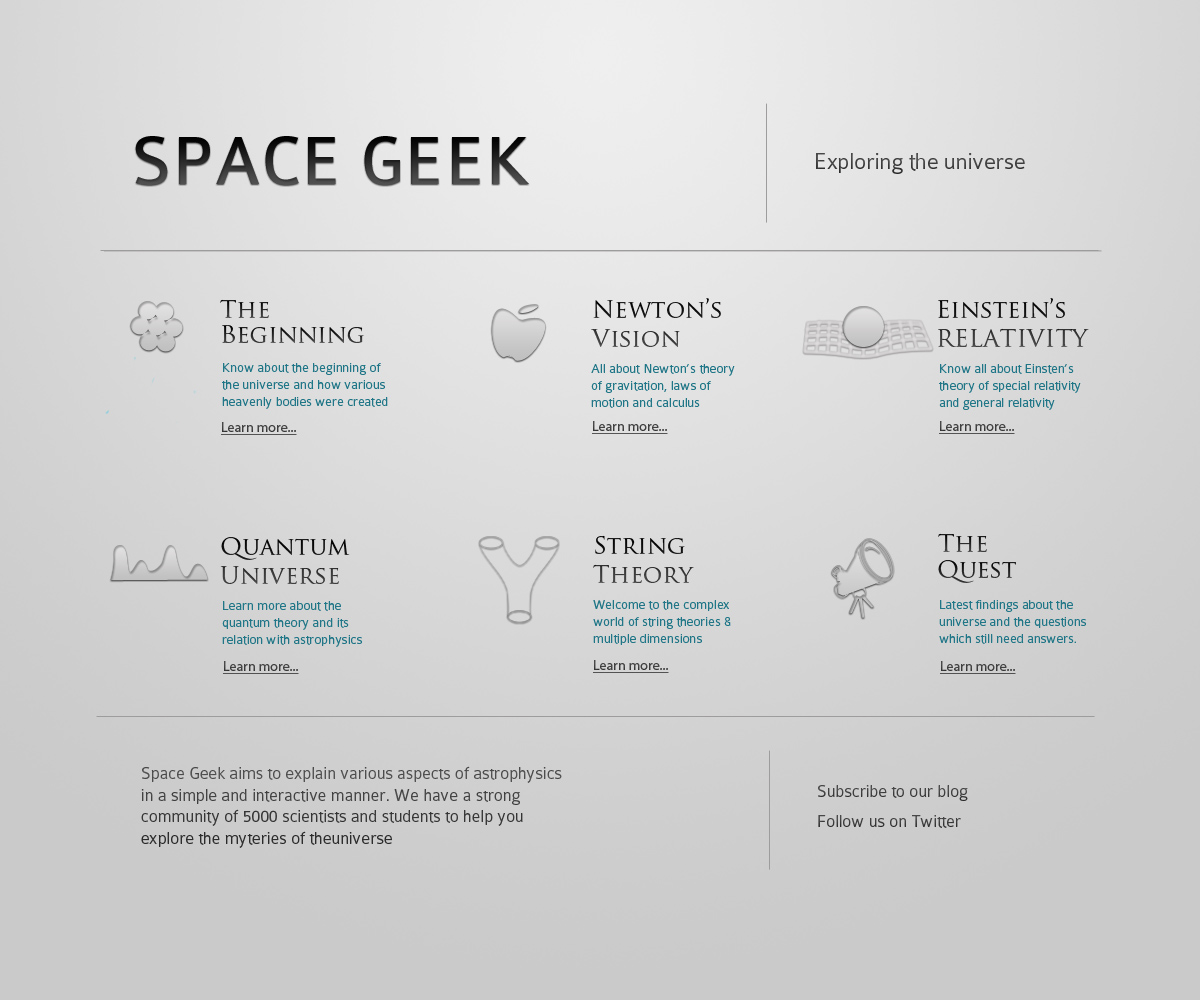 SPACE GEEK
Exploring the universe
THE
BEGINNING
Know about the beginning of
the universe and how various
heavenly bodies were created
Learn more...
NEWTON'S
VISION
All about Newton's theory
of gravitation, laws of
motion and calculus
Learn more...
EINSTEIN'S
RELATIVITY
Know all about Einsten's
theory of special relativity
and general relativity
Learn more...
QUANTUM
UNIVERSE
Learn more about the
quantum theory and its
relation with astrophysics
Learn more...
STRING
THEORY
Welcome to the complex
world of string theories 8
multiple dimensions
Learn more...
THE
QUEST
Latest findings about the
universe and the questions
which still need answers.
Learn more...
Space Geek aims to explain various aspects of astrophysics
in a simple and interactive manner. We have a strong
community of 5000 scientists and students to help you
explore the myteries of theuniverse
Subscribe to our blog
Follow us on Twitter